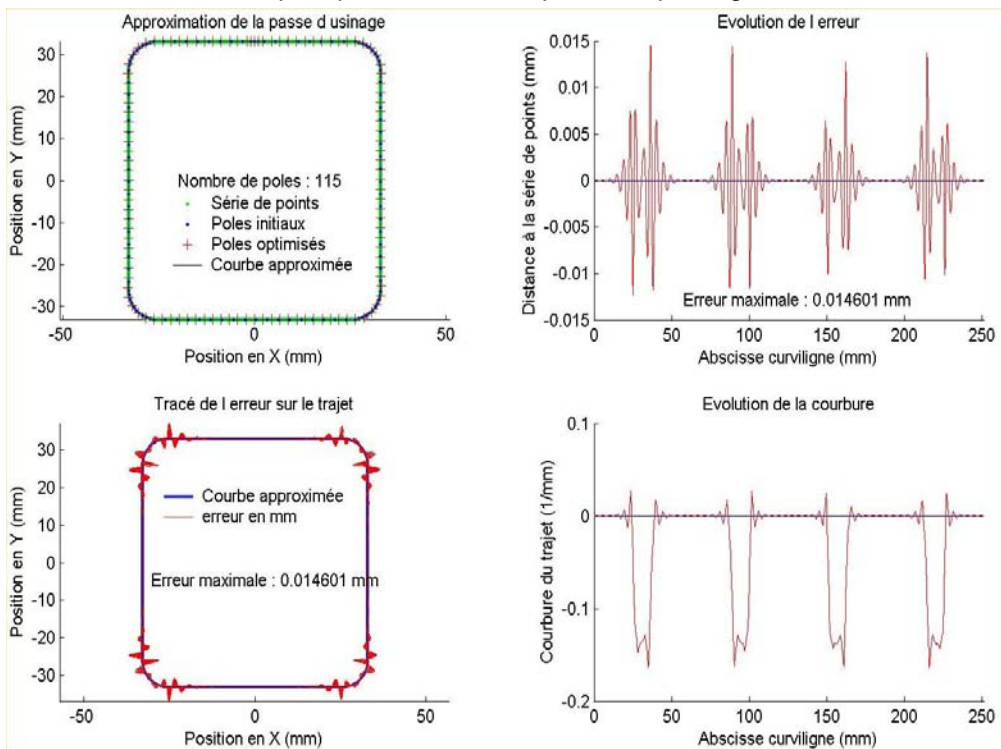 Approximation de la passe d usinage
Position en Y (mm)
30
20
10
0
-10
-20
-30
Nombre de poles : 115
Série de points
Poles initiaux
Poles optimisés
Courbe approximée
-50
0
50
Position en X (mm)
Evolution de l erreur
Distance à la série de points (mm)
0.015
0.01
0.005
0
-0.005
-0.01
-0.015
Erreur maximale : 0.014601 mm
0
50
100
150
200
250
Abscisse curviligne (mm)
Tracé de l erreur sur le trajet
Position en Y (mm)
30
20
10
0
-10
-20
-30
Courbe approximée
erreur en mm
Erreur maximale : 0.014601 mm
-50
0
50
Position en X (mm)
Evolution de la courbure
Courbure du trajet (1/mm)
0.1
0
-0.1
-0.2
0
50
100
150
200
250
Abscisse curviligne (mm)